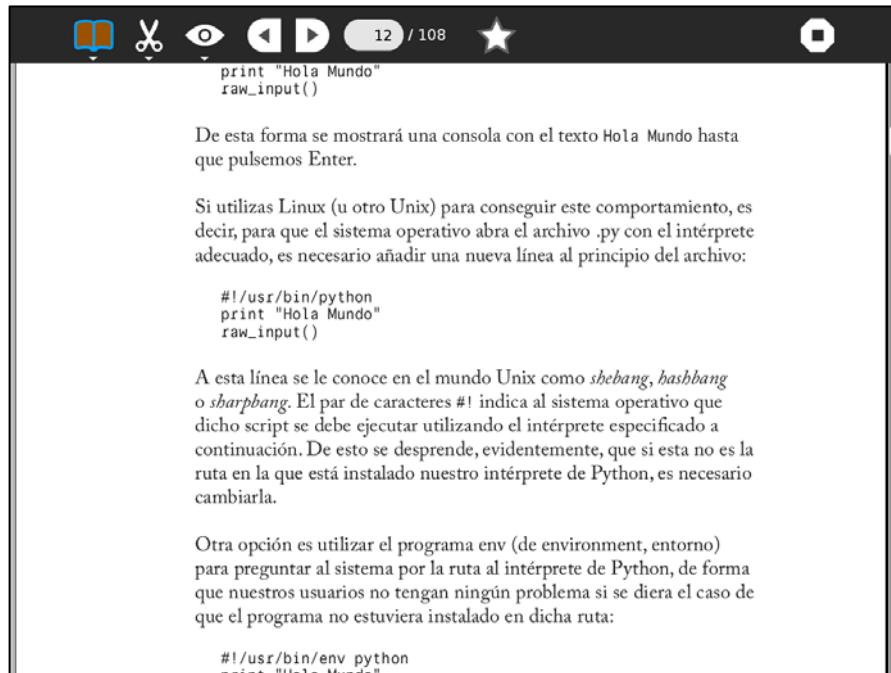 12 / 108
print "Hola Mundo"
raw_input()
De esta forma se mostrará una consola con el texto Hola Mundo hasta
que pulsemos Enter.
Si utilizas Linux (u otro Unix) para conseguir este comportamiento, es
decir, para que el sistema operativo abra el archivo .py con el intérprete
adecuado, es necesario añadir una nueva línea al principio del archivo:
#!/usr/bin/python
print "Hola Mundo"
raw_input()
A esta línea se le conoce en el mundo Unix como shebang, hashbang
o sharpbang. El par de caracteres #! indica al sistema operativo que
dicho script se debe ejecutar utilizando el intérprete especificado a
continuación. De esto se desprende, evidentemente, que si esta no es la
ruta en la que está instalado nuestro intérprete de Python, es necesario
cambiarla.
Otra opción es utilizar el programa env (de environment, entorno)
para preguntar al sistema por la ruta al intérprete de Python, de forma
que nuestros usuarios no tengan ningún problema si se diera el caso de
que el programa no estuviera instalado en dicha ruta:
#!/usr/bin/env python
print "Hola Mundo"